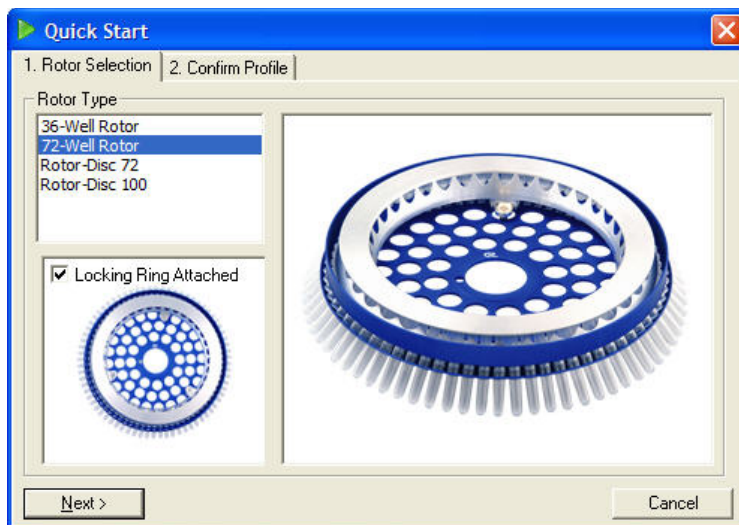 Quick Start
1. Rotor Selection
2. Confirm Profile
Rotor Type
36-Well Rotor
72-Well Rotor
Rotor-Disc 72
Rotor-Disc 100
Locking Ring Attached
Next >
Cancel